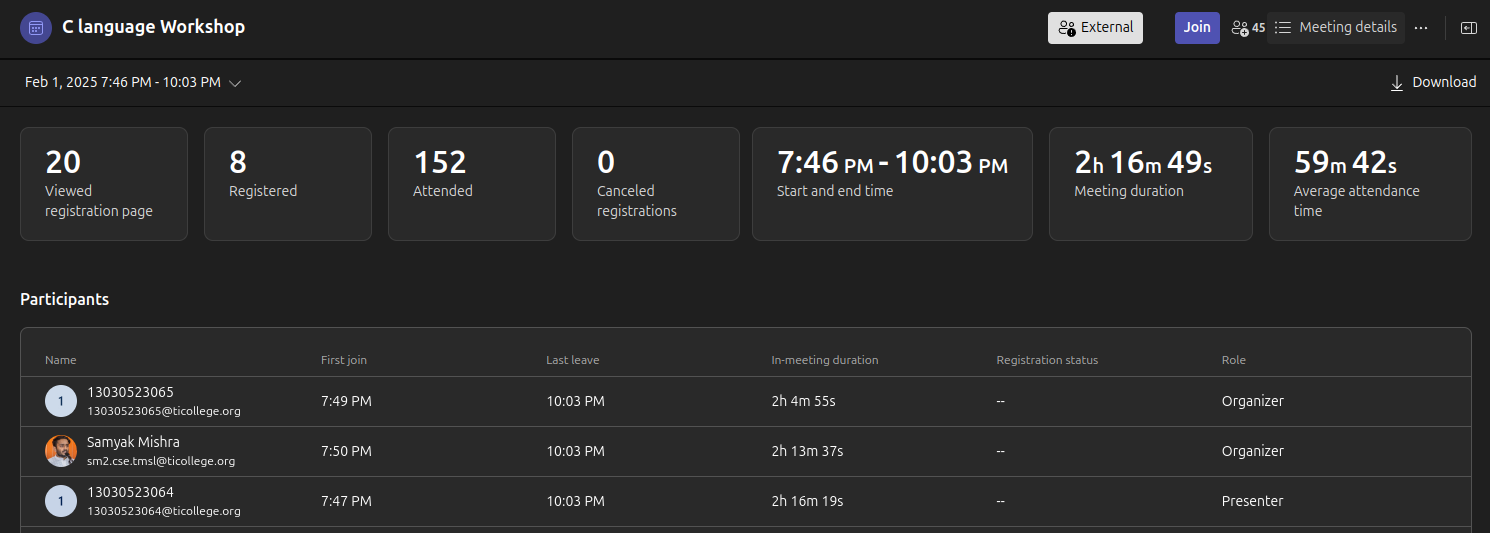 C language Workshop
External
Join
45
Meeting details
Feb 1, 2025 7:46 PM - 10:03 PM
Download
20
Viewed
registration page
8
Registered
152
Attended
0
Canceled
registrations
7:46 PM - 10:03 PM
Start and end time
2h 16m 49s
Meeting duration
59m 42s
Average attendance
time
Participants
Name First join Last leave In-meeting duration Registration status Role
1 13030523065 7:49 PM 10:03 PM 2h 4m 55s -- Organizer
13030523065@ticollege.org
Samyak Mishra 7:50 PM 10:03 PM 2h 13m 37s -- Organizer
sm2.cse.tmsl@ticollege.org
1 13030523064 7:47 PM 10:03 PM 2h 16m 19s -- Presenter
13030523064@ticollege.org